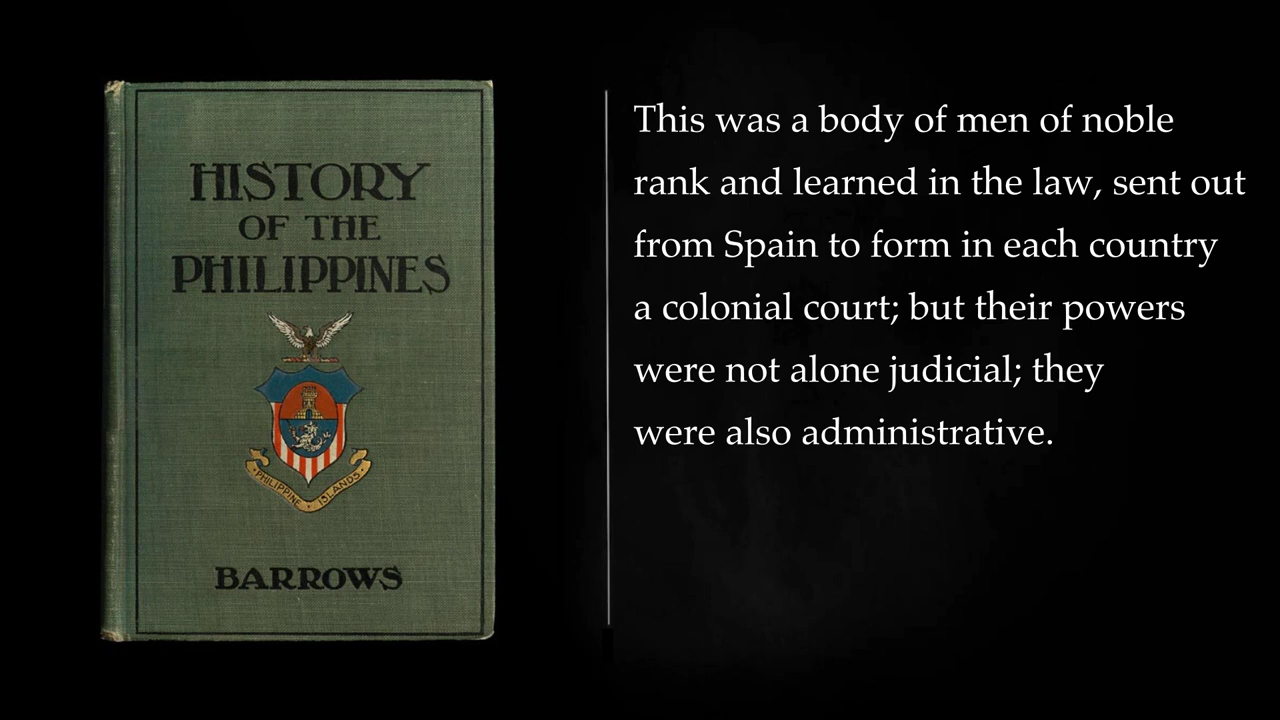 HISTORY
OF THE
PHILIPPINES
PHILIPPINE ISLANDS
BARROWS
This was a body of men of noble
rank and learned in the law, sent out
from Spain to form in each country
a colonial court; but their powers
were not alone judicial; they
were also administrative.